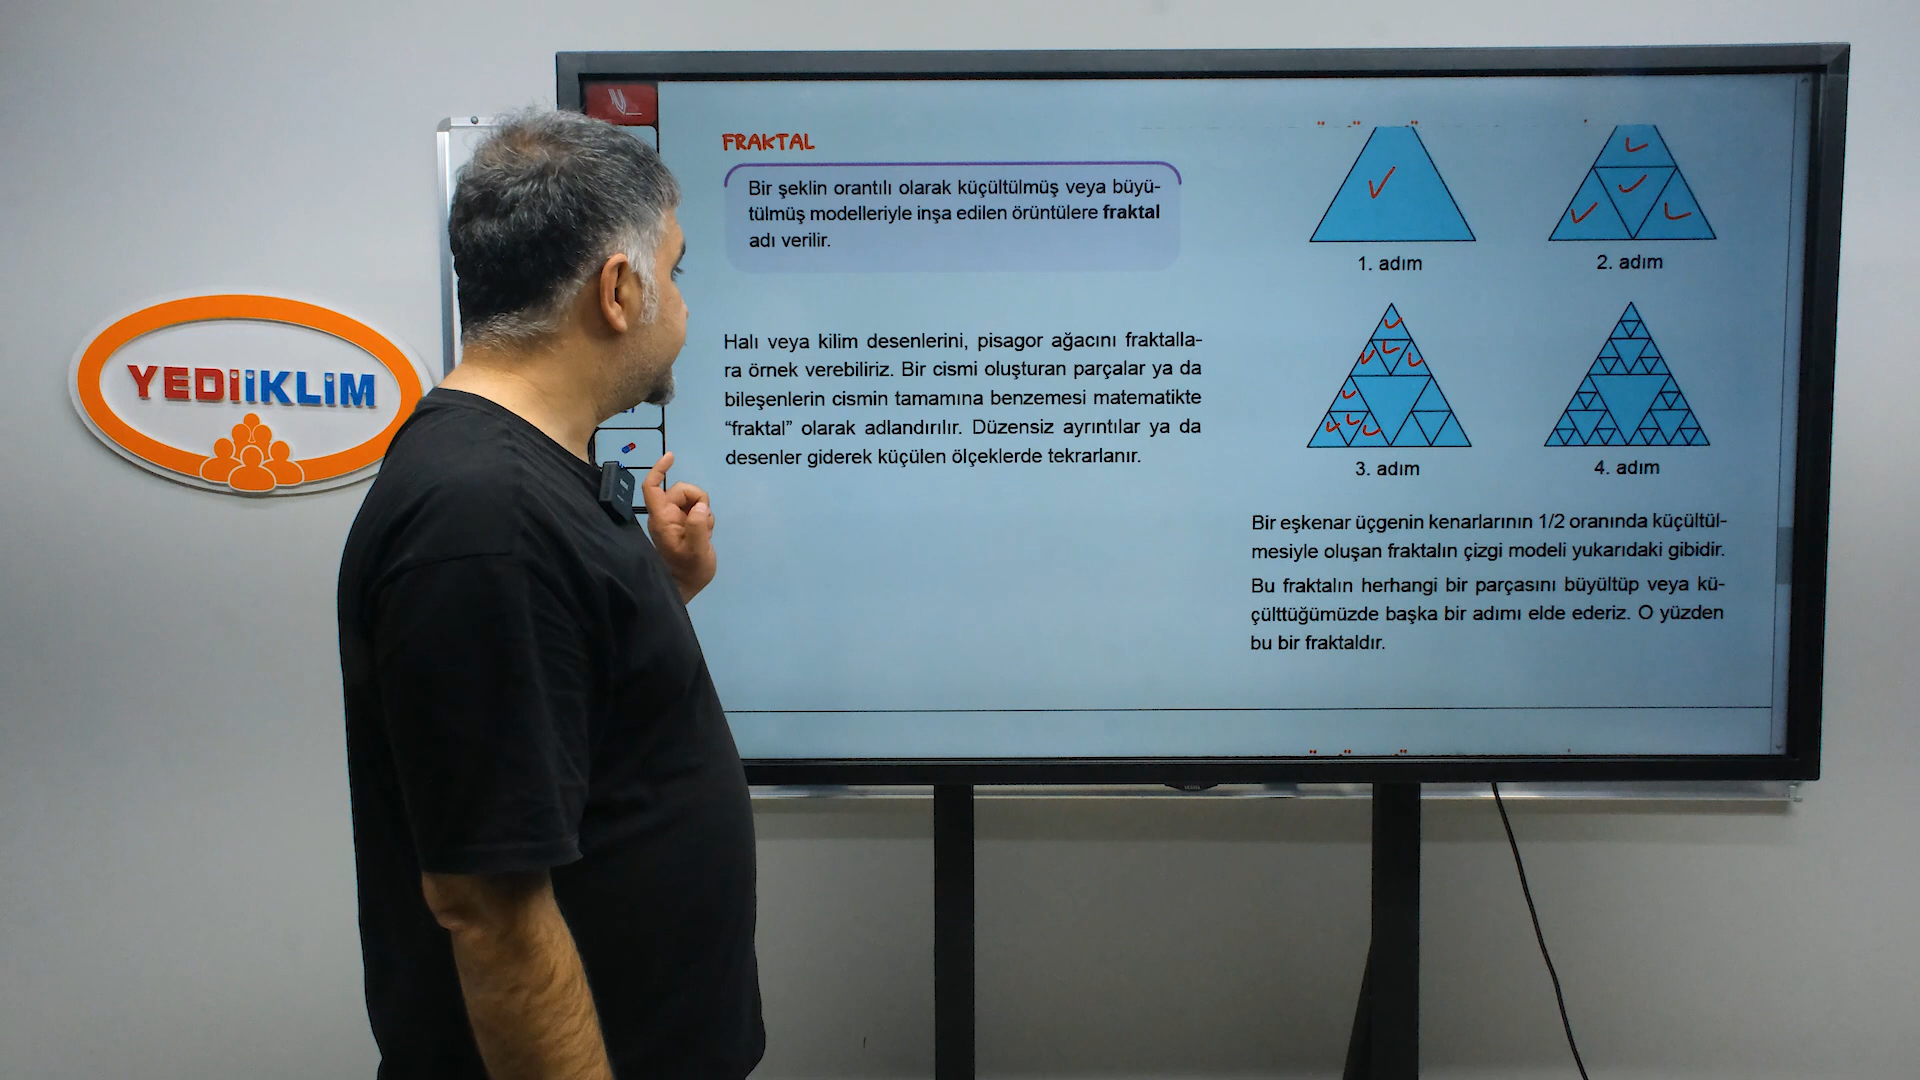 YEDİİKLİM
FRAKTAL
Bir şeklin orantılı olarak küçültülmüş veya büyü-
tülmüş modelleriyle inşa edilen örüntülere fraktal
adı verilir.
Halı veya kilim desenlerini, pisagor ağacını fraktalla-
ra örnek verebiliriz. Bir cismi oluşturan parçalar ya da
bileşenlerin cismin tamamına benzemesi matematikte
“fraktal” olarak adlandırılır. Düzensiz ayrıntılar ya da
desenler giderek küçülen ölçeklerde tekrarlanır.
1. adım
2. adım
3. adım
4. adım
Bir eşkenar üçgenin kenarlarının 1/2 oranında küçültül-
mesiyle oluşan fraktalın çizgi modeli yukarıdaki gibidir.
Bu fraktalın herhangi bir parçasını büyültüp veya kü-
çülttüğümüzde başka bir adımı elde ederiz. O yüzden
bu bir fraktaldır.